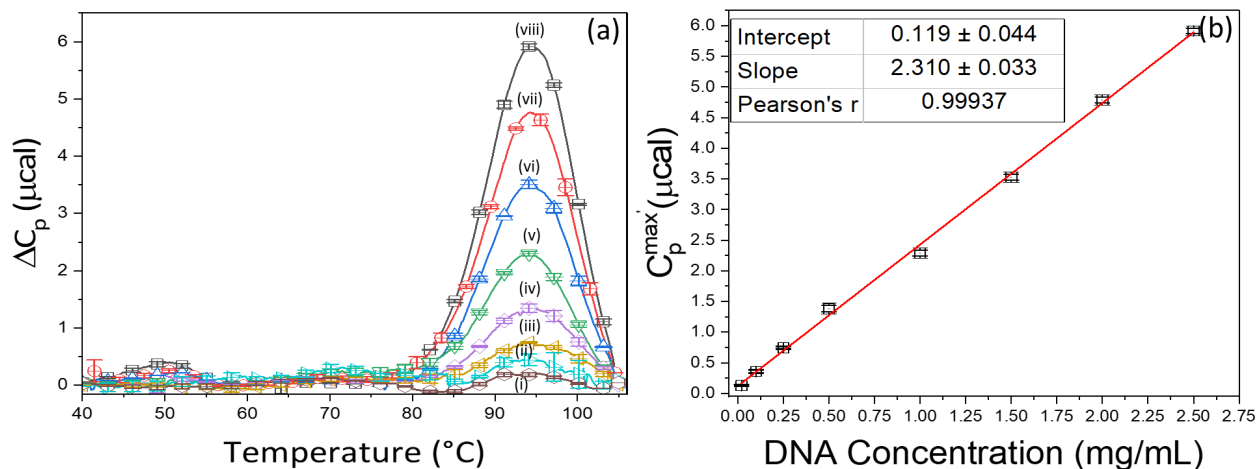 (a)
(viii)
(vii)
(vi)
(v)
(iv)
(iii)
(ii)
(i)
6
5
4
3
2
1
0
ΔCp (µcal)
40 50 60 70 80 90 100
Temperature (°C)
(b)
Intercept 0.119 ± 0.044
Slope 2.310 ± 0.033
Pearson's r 0.99937
6.0
5.5
5.0
4.5
4.0
3.5
3.0
2.5
2.0
1.5
1.0
0.5
0.0
Cp^max' (µcal)
0.00 0.25 0.50 0.75 1.00 1.25 1.50 1.75 2.00 2.25 2.50 2.75
DNA Concentration (mg/mL)